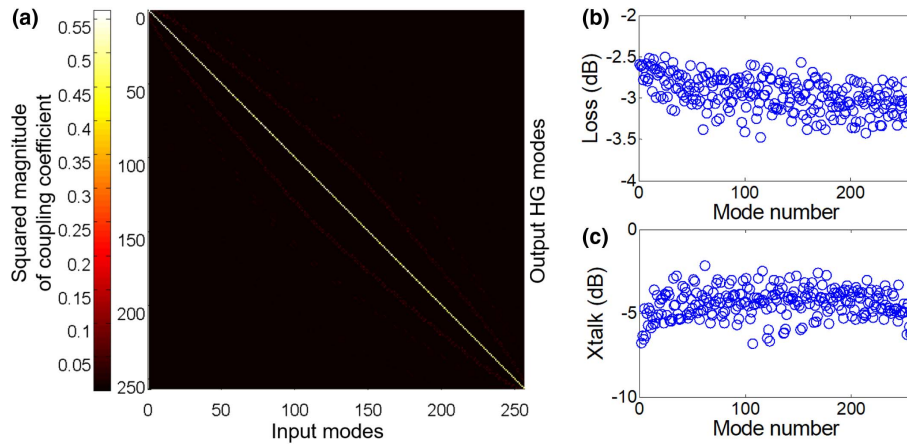 (a)
0.55
0.5
0.45
0.4
0.35
0.3
0.25
0.2
0.15
0.1
0.05
Squared magnitude
of coupling coefficient
0
50
100
150
200
250
0 50 100 150 200 250
Input modes
Output HG modes
(b)
-2
-2.5
-3
-3.5
-4
Loss (dB)
0 100 200
Mode number
(c)
0
-5
-10
Xtalk (dB)
0 100 200
Mode number